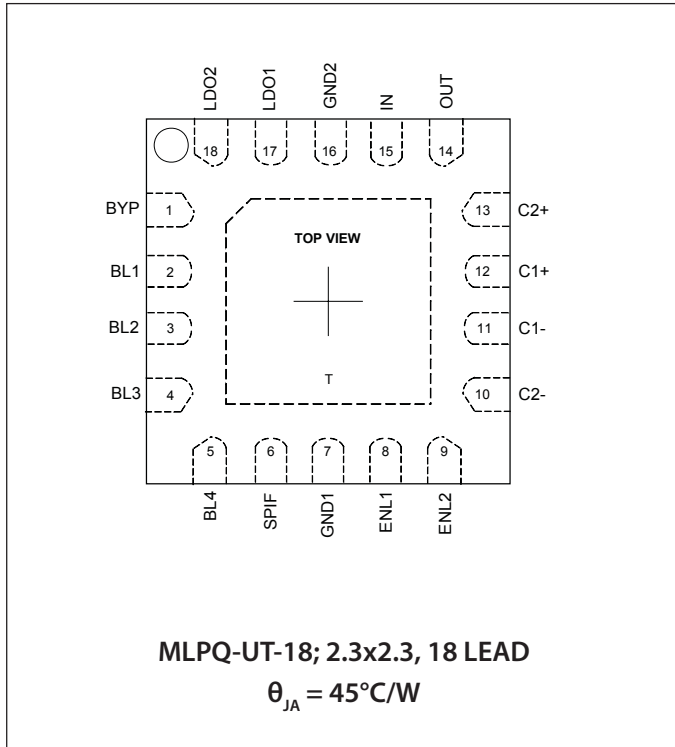 LDO2 LDO1 GND2 IN OUT
18 17 16 15 14
BYP 1 13 C2+
TOP VIEW
BL1 2 12 C1+
BL2 3 11 C1-
T
BL3 4 10 C2-
5 6 7 8 9
BL4 SPIF GND1 ENL1 ENL2
MLPQ-UT-18; 2.3x2.3, 18 LEAD
θJA = 45°C/W